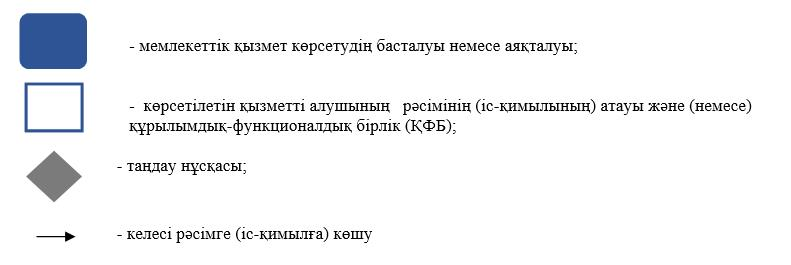 - мемлекеттік қызмет көрсетудің басталуы немесе аяқталуы;
- көрсетілетін қызметті алушының рәсімінің (іс-қимылының) атауы және (немесе)
құрылымдық-функционалдық бірлік (ҚФБ);
- таңдау нұсқасы;
- келесі рәсімге (іс-қимылға) көшу